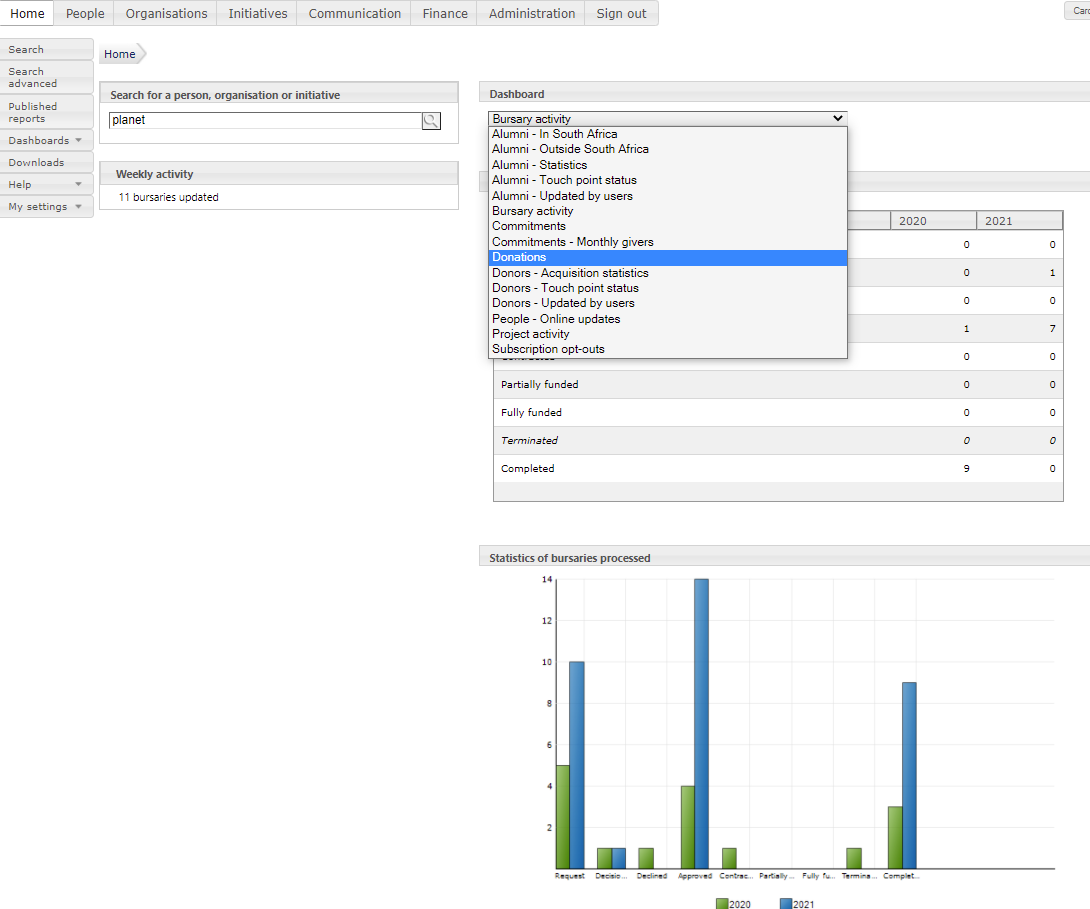 Home People Organisations Initiatives Communication Finance Administration Sign out
Search
Search
advanced
Published
reports
Dashboards
Downloads
Help
My settings
Home
Search for a person, organisation or initiative
planet
Weekly activity
11 bursaries updated
Dashboard
Bursary activity
Alumni - In South Africa
Alumni - Outside South Africa
Alumni - Statistics
Alumni - Touch point status
Alumni - Updated by users
Bursary activity
Commitments
Commitments - Monthly givers
Donations
Donors - Acquisition statistics
Donors - Touch point status
Donors - Updated by users
People - Online updates
Project activity
Subscription opt-outs
2020 2021
0 0
0 1
0 0
1 7
0 0
Partially funded 0 0
Fully funded 0 0
Terminated 0 0
Completed 9 0
Statistics of bursaries processed
14
12
10
8
6
4
2
Request Decisio... Declined Approved Contrac... Partially ... Fully fu... Termina... Complet...
2020 2021